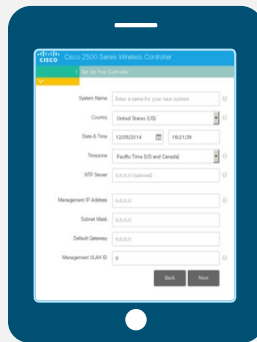 CISCO Cisco 2500 Series Wireless Controller
1 Set Up Your Controller
System Name Enter a name for your new system
Country United States (US)
Date & Time 12/05/2014 16:21:39
Timezone Pacific Time (US and Canada)
NTP Server 0.0.0.0 (optional)
Management IP Address 0.0.0.0
Subnet Mask 0.0.0.0
Default Gateway 0.0.0.0
Management VLAN ID 0
Back Next